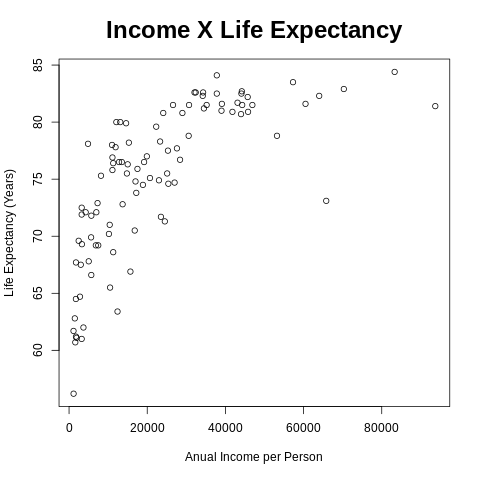 Income X Life Expectancy
Life Expectancy (Years)
85
80
75
70
65
60
0 20000 40000 60000 80000
Anual Income per Person